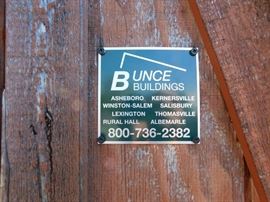 BUNCE
BUILDINGS
ASHEBORO KERNERSVILLE
WINSTON-SALEM SALISBURY
LEXINGTON THOMASVILLE
RURAL HALL ALBEMARLE
800-736-2382